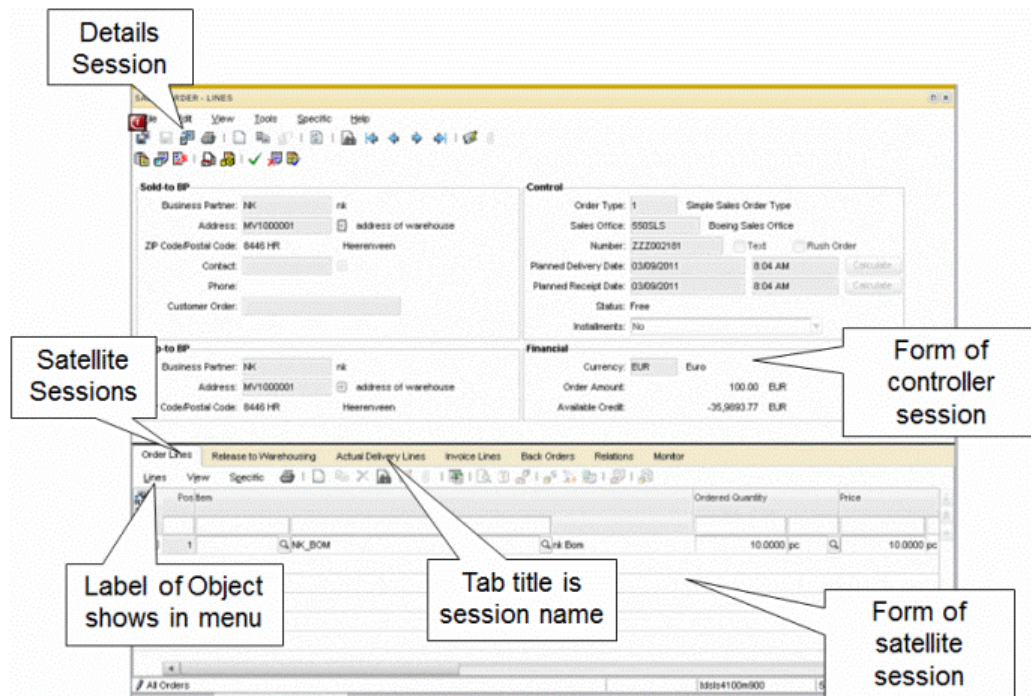 Details
Session
ORDER - LINES
Edit View Tools Specific Help
Sold-to BP
Business Partner: NK nk
Address: MV1000001 address of warehouse
ZIP Code/Postal Code: 8446 HR Heerenveen
Contact:
Phone:
Customer Order:
Control
Order Type: 1 Simple Sales Order Type
Sales Office: 550SLS Boeing Sales Office
Number: ZZZ002181 Text Rush Order
Planned Delivery Date: 03/09/2011 8:04 AM Calculate
Planned Receipt Date: 03/09/2011 8:04 AM Calculate
Status: Free
Installments: No
Satellite
Sessions
BP
Business Partner: NK nk
Address: MV1000001 address of warehouse
Code/Postal Code: 8446 HR Heerenveen
Financial
Currency: EUR Euro
Order Amount: 100.00 EUR
Available Credit: -35,9893.77 EUR
Form of
controller
session
Order Lines Release to Warehousing Actual Delivery Lines Invoice Lines Back Orders Relations Monitor
Lines View Specific
Position Item Ordered Quantity Price
1 NK_BOM nk Bom 10.0000 pc 10.0000 pc
Label of Object
shows in menu
Tab title is
session name
Form of
satellite
session
All Orders tdsls4100m900